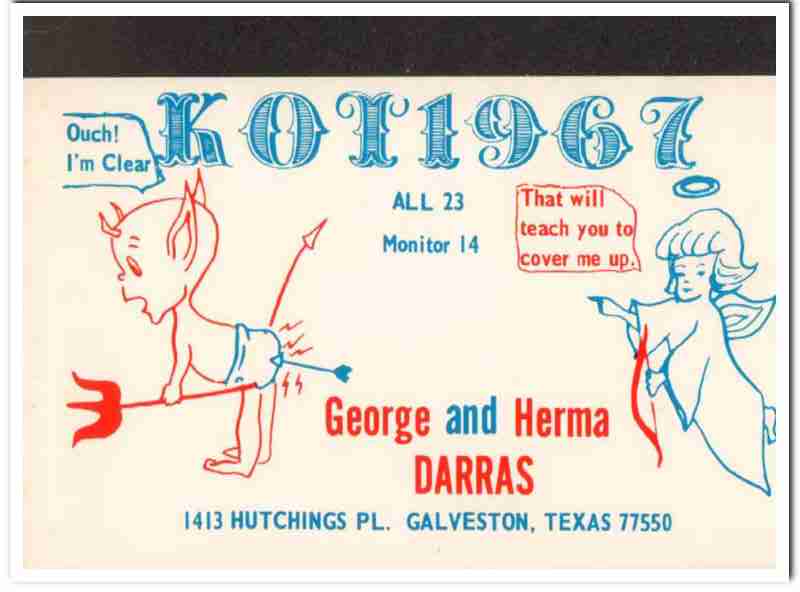 KOT1967
Ouch!
I'm Clear
ALL 23
Monitor 14
That will
teach you to
cover me up.
George and Herma
DARRAS
1413 HUTCHINGS PL. GALVESTON, TEXAS 77550